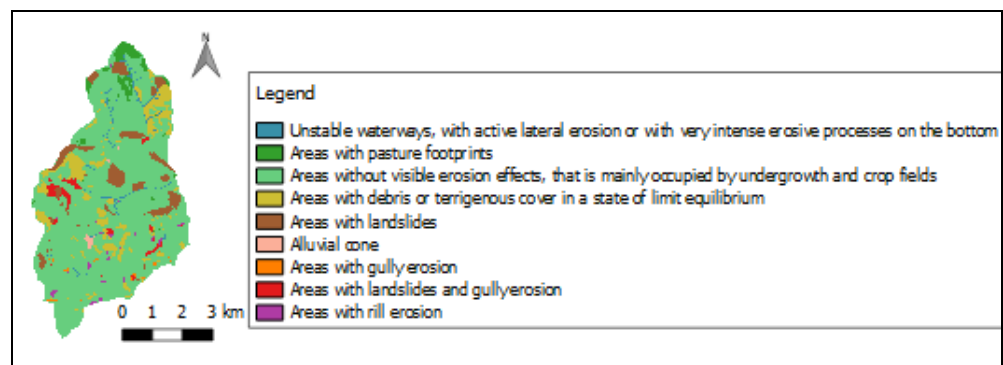 N
Legend
Unstable waterways, with active lateral erosion or with very intense erosive processes on the bottom
Areas with pasture footprints
Areas without visible erosion effects, that is mainly occupied by undergrowth and crop fields
Areas with debris or terrigenous cover in a state of limit equilibrium
Areas with landslides
Alluvial cone
Areas with gully erosion
Areas with landslides and gully erosion
Areas with rill erosion
0 1 2 3 km